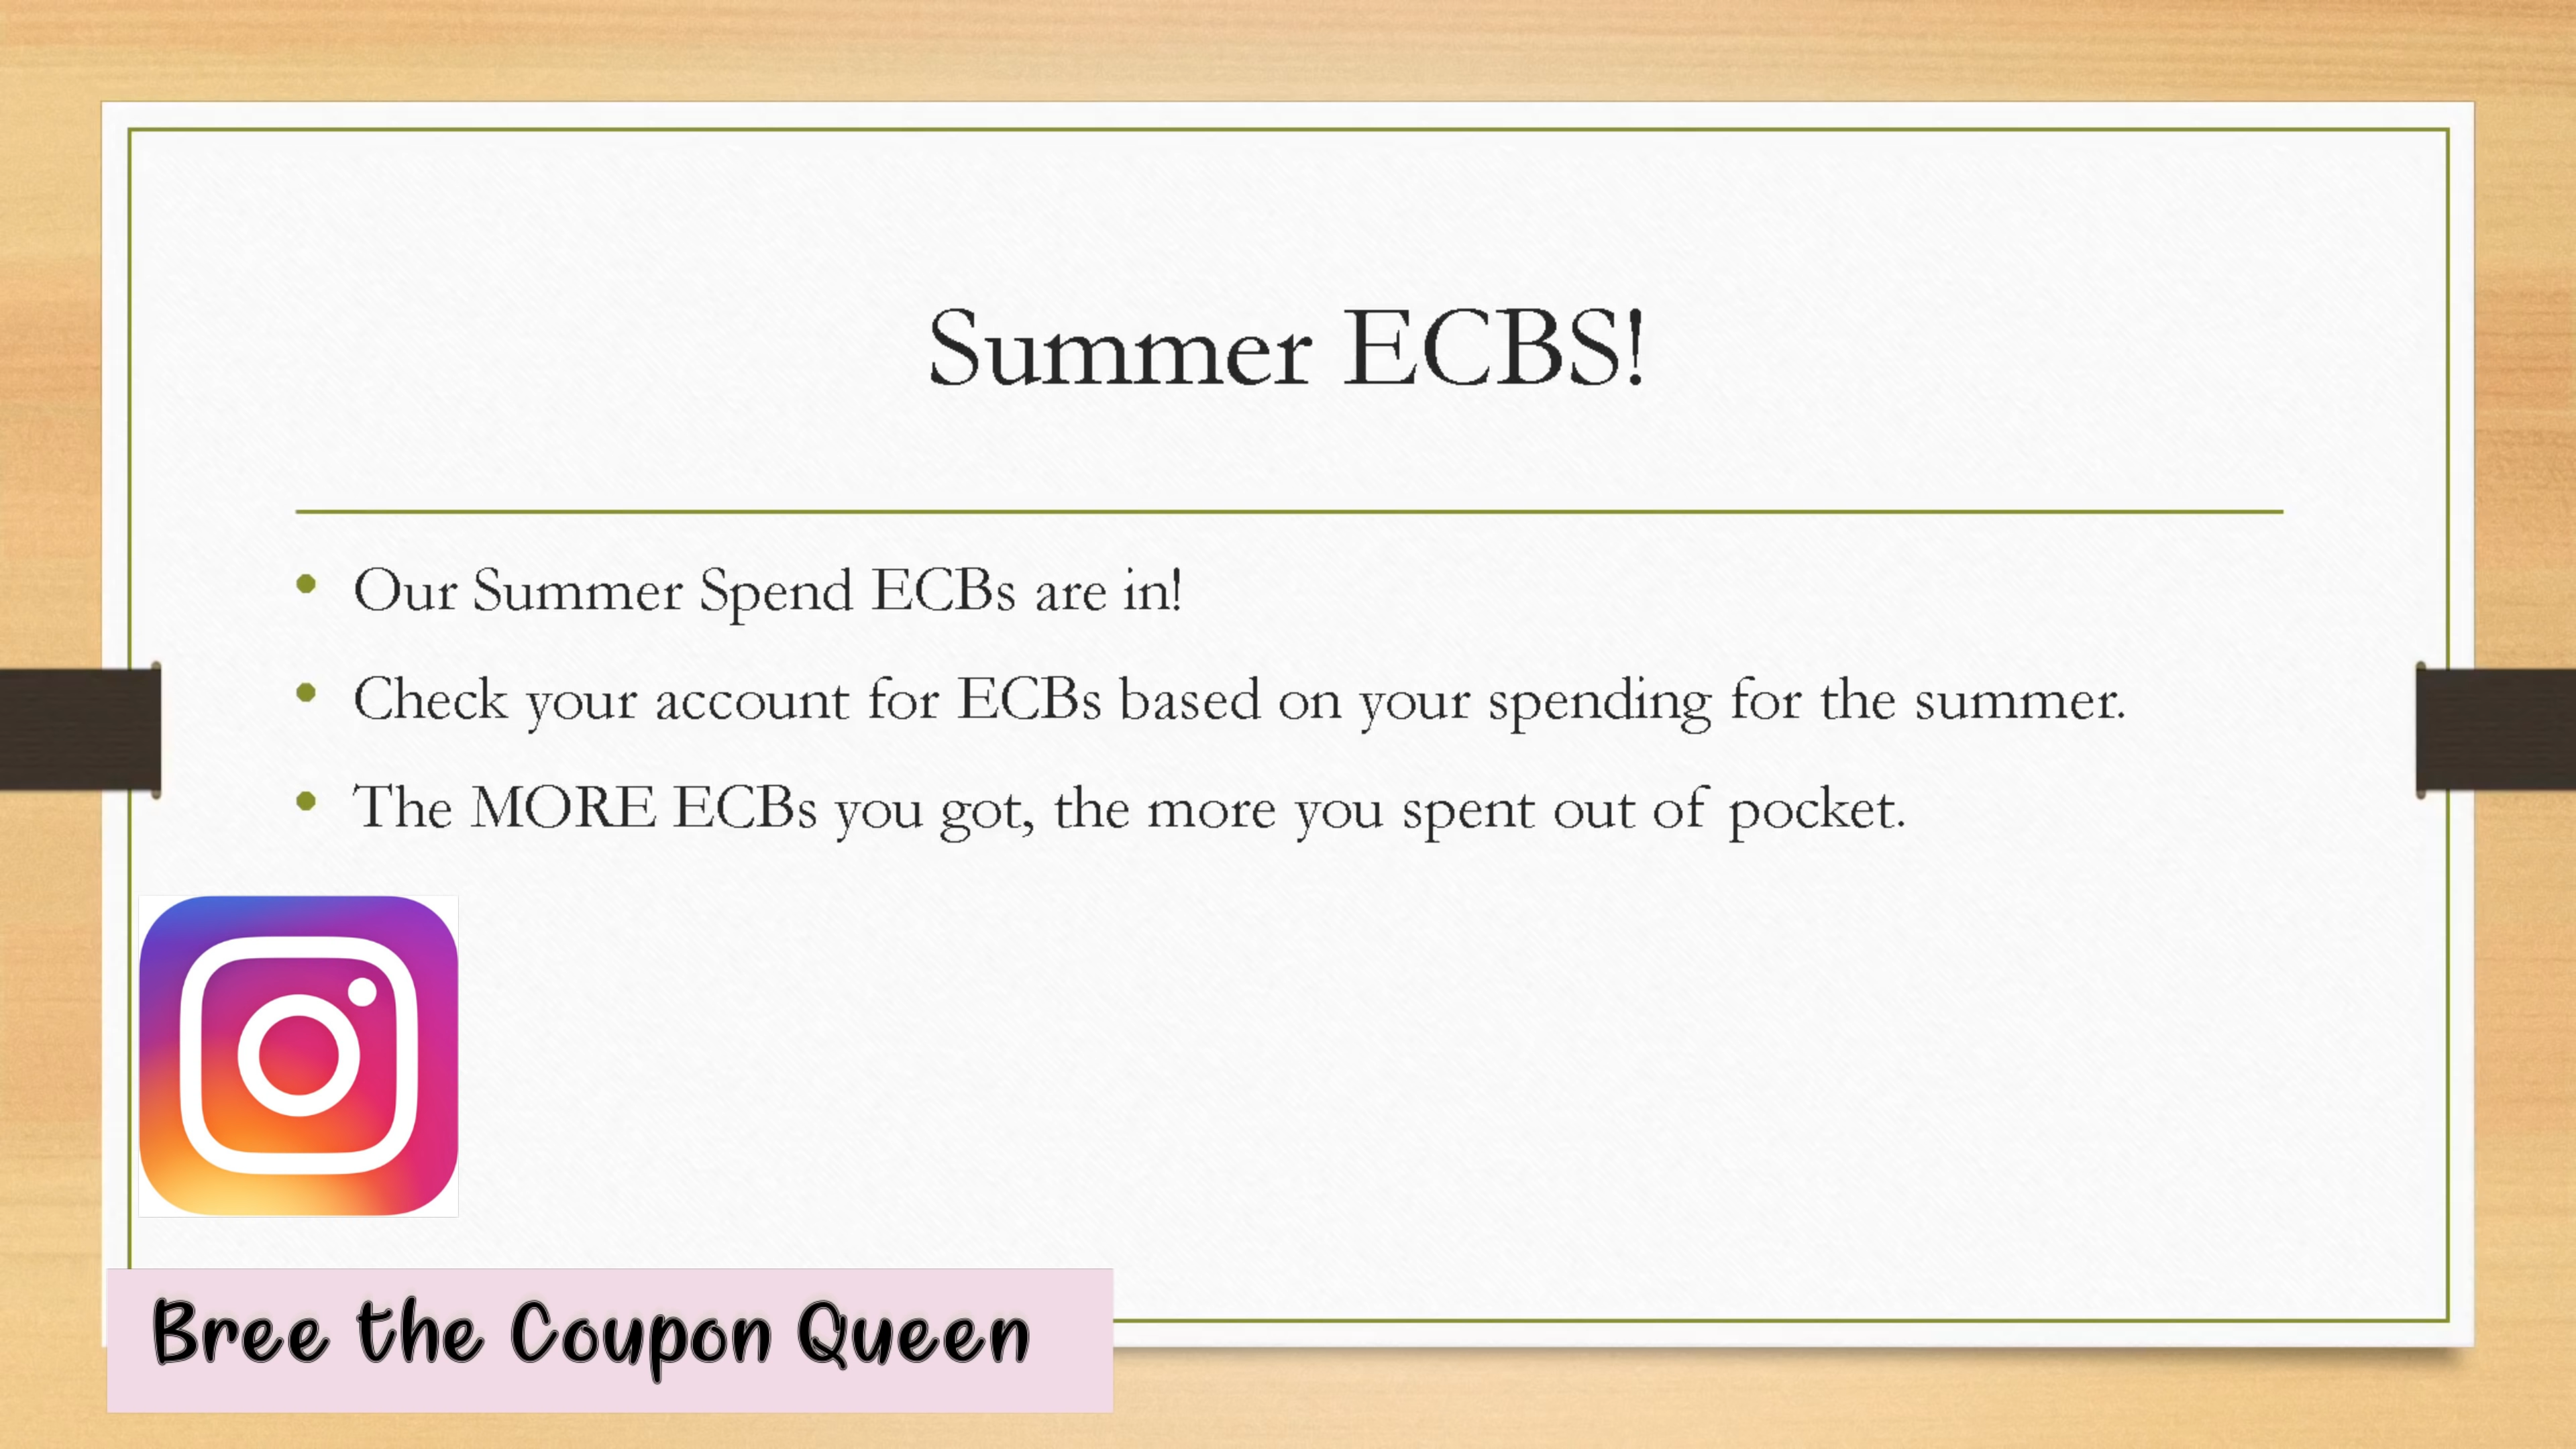 Summer ECBS!
Our Summer Spend ECBs are in!
Check your account for ECBs based on your spending for the summer.
The MORE ECBs you got, the more you spent out of pocket.
Bree the Coupon Queen